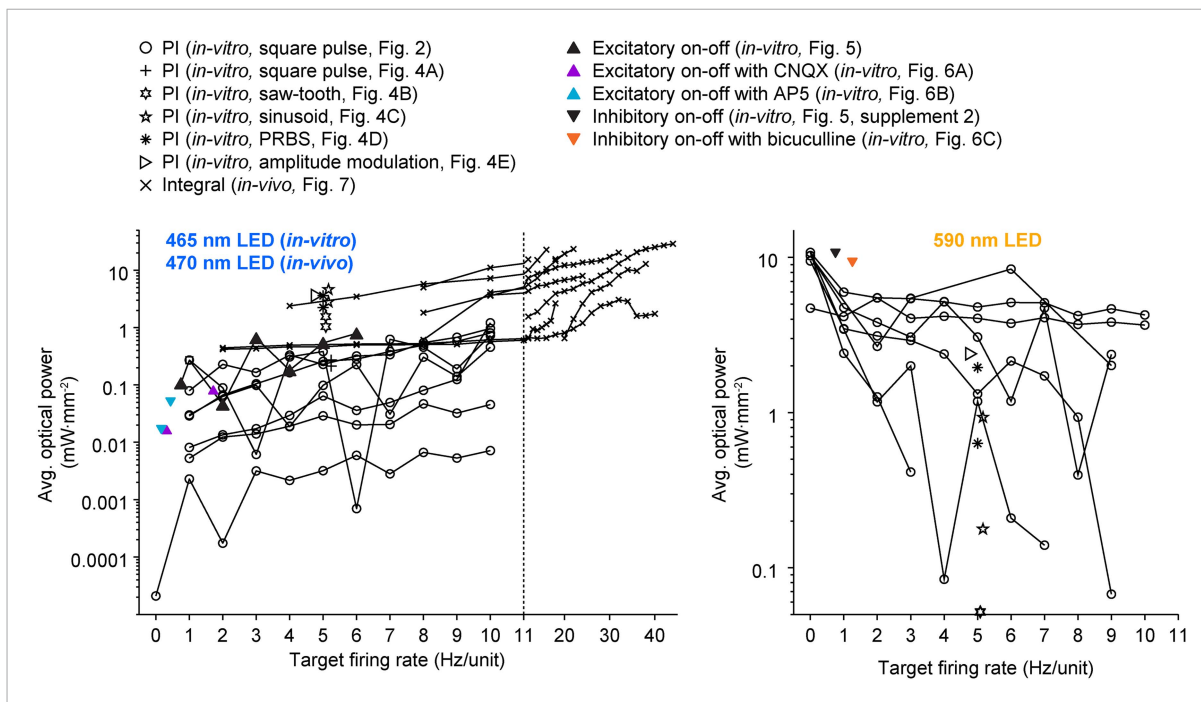 PI (in-vitro, square pulse, Fig. 2)
PI (in-vitro, square pulse, Fig. 4A)
PI (in-vitro, saw-tooth, Fig. 4B)
PI (in-vitro, sinusoid, Fig. 4C)
PI (in-vitro, PRBS, Fig. 4D)
PI (in-vitro, amplitude modulation, Fig. 4E)
Integral (in-vivo, Fig. 7)
Excitatory on-off (in-vitro, Fig. 5)
Excitatory on-off with CNQX (in-vitro, Fig. 6A)
Excitatory on-off with AP5 (in-vitro, Fig. 6B)
Inhibitory on-off (in-vitro, Fig. 5, supplement 2)
Inhibitory on-off with bicuculline (in-vitro, Fig. 6C)
465 nm LED (in-vitro)
470 nm LED (in-vivo)
Avg. optical power
(mW·mm⁻²)
10
1
0.1
0.01
0.001
0.0001
0 1 2 3 4 5 6 7 8 9 10 11 20 30 40
Target firing rate (Hz/unit)
590 nm LED
Avg. optical power
(mW·mm⁻²)
10
1
0.1
0 1 2 3 4 5 6 7 8 9 10 11
Target firing rate (Hz/unit)